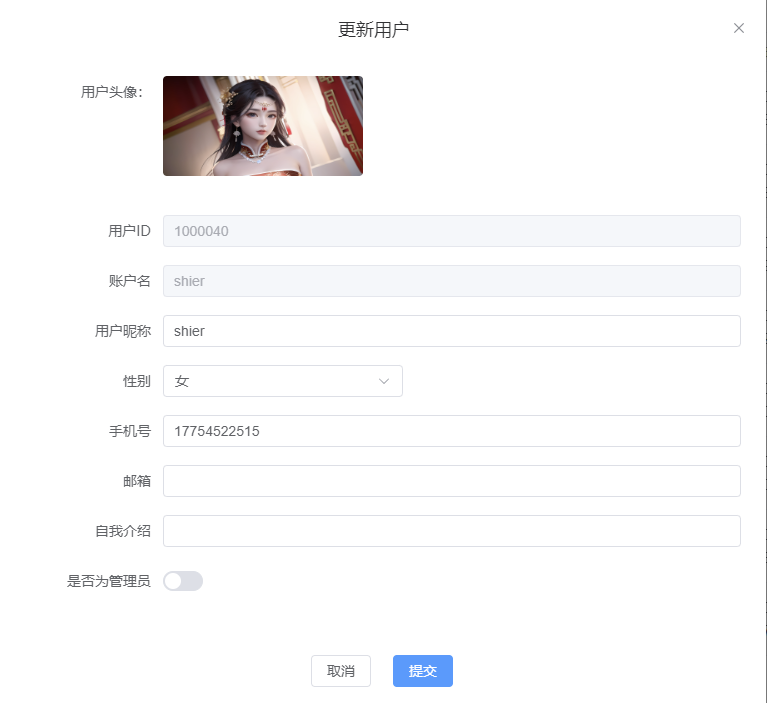 更新用户
用户头像：
用户ID 1000040
账户名 shier
用户昵称 shier
性别 女
手机号 17754522515
邮箱
自我介绍
是否为管理员
取消 提交